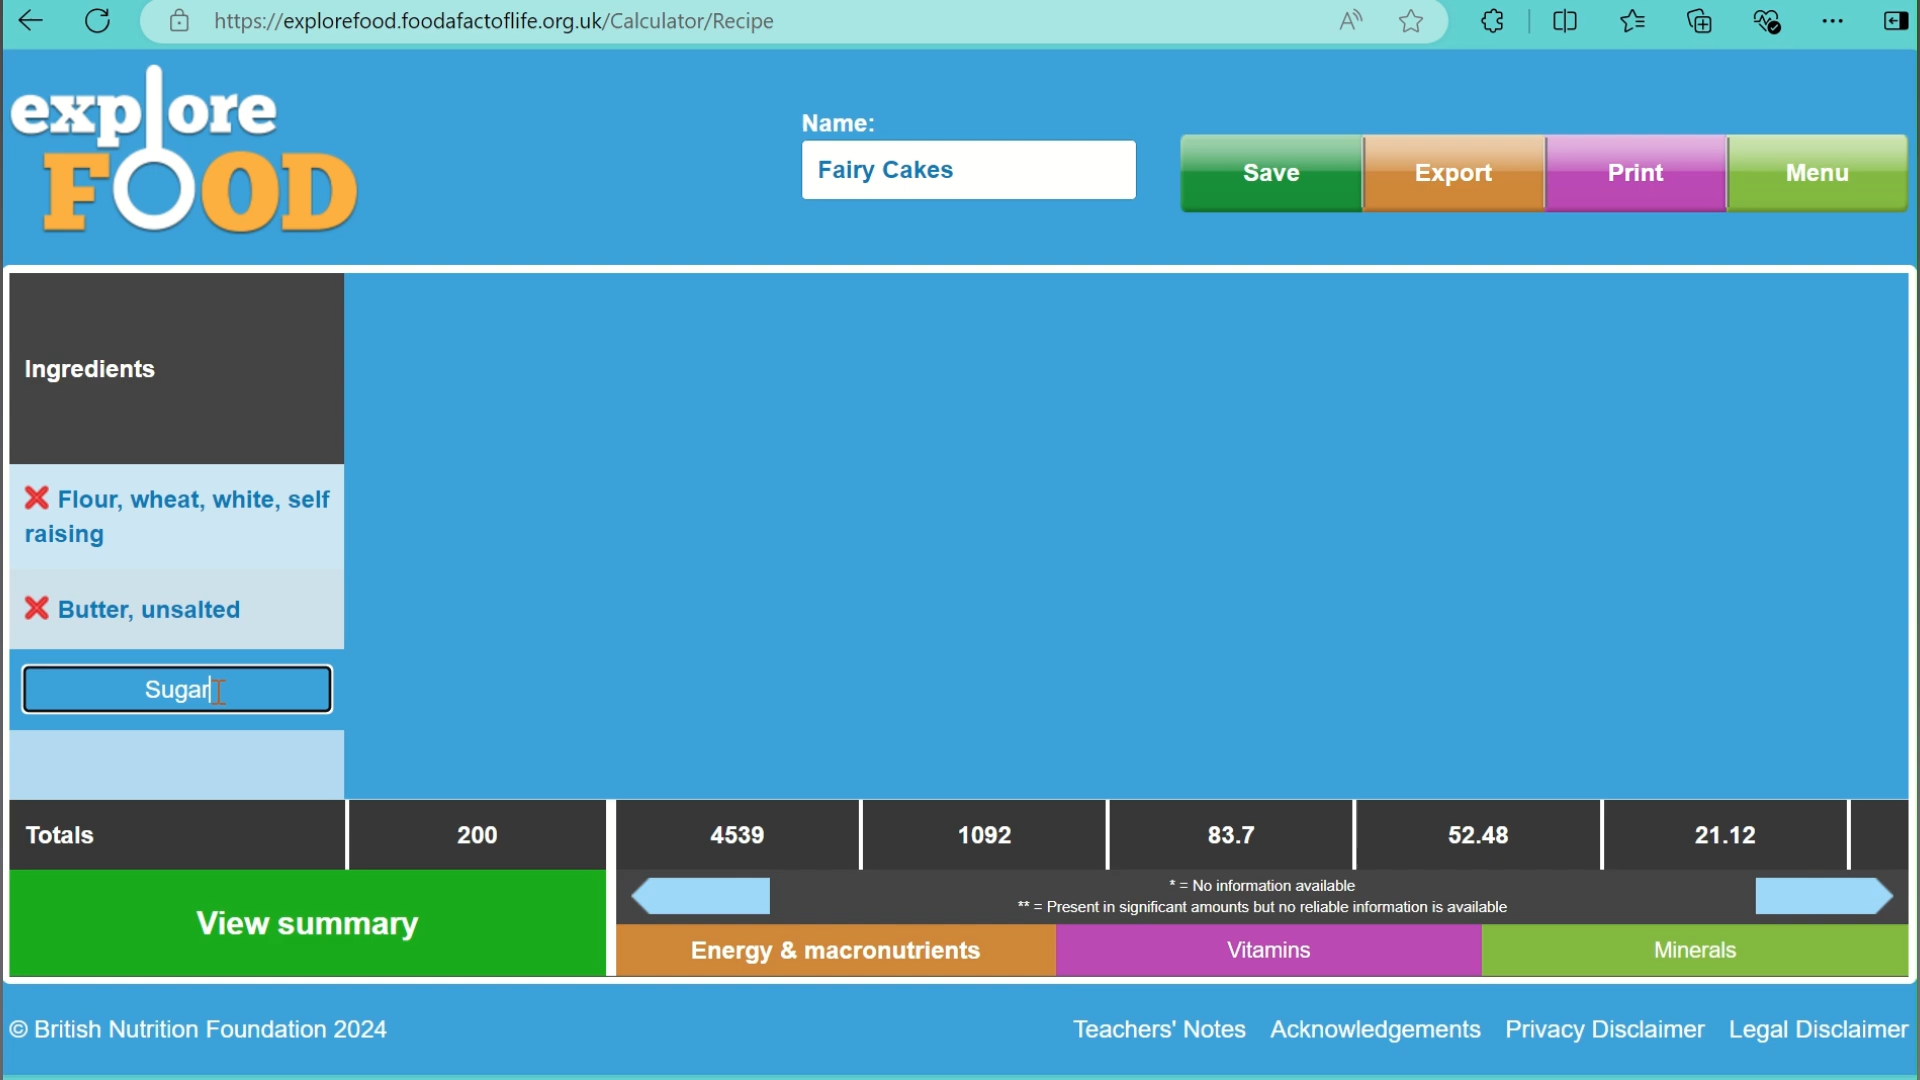 https://explorefood.foodafactoflife.org.uk/Calculator/Recipe
explore
FOOD
Name:
Fairy Cakes
Save
Export
Print
Menu
Ingredients
Flour, wheat, white, self
raising
Butter, unsalted
Sugar
Totals
200
4539
1092
83.7
52.48
21.12
View summary
* = No information available
** = Present in significant amounts but no reliable information is available
Energy & macronutrients
Vitamins
Minerals
© British Nutrition Foundation 2024
Teachers' Notes
Acknowledgements
Privacy Disclaimer
Legal Disclaimer